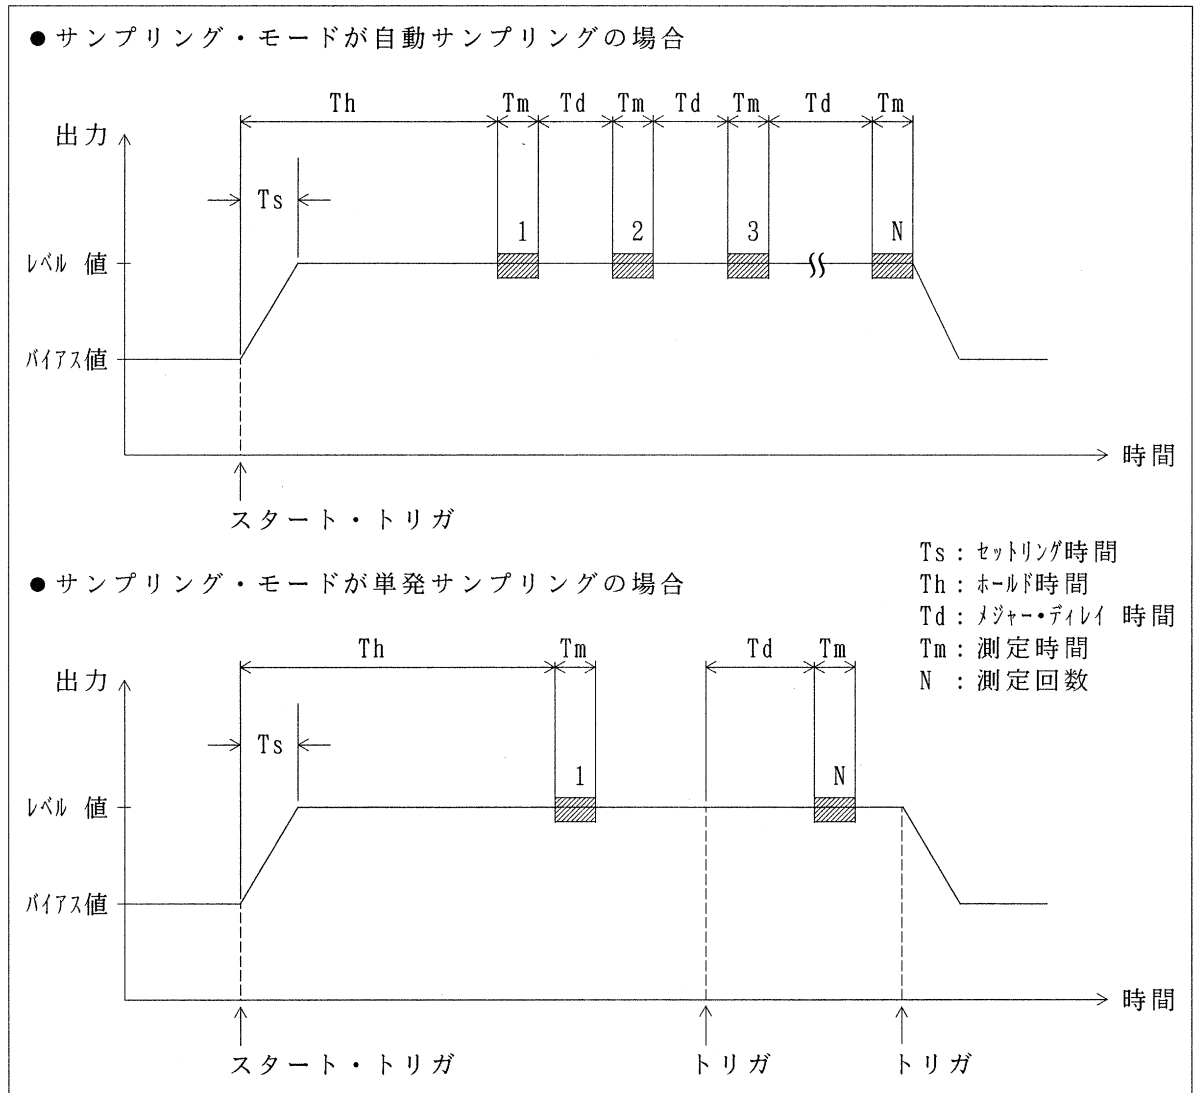 ●サンプリング・モードが自動サンプリングの場合
Th Tm Td Tm Td Tm Td Tm
出力
Ts
1 2 3 N
レベル 値
バイアス値
時間
スタート・トリガ
Ts：セットリング時間
Th：ホールド時間
Td：メジャー・ディレイ 時間
Tm：測定時間
N ：測定回数
●サンプリング・モードが単発サンプリングの場合
Th Tm Td Tm
出力
Ts
1 N
レベル 値
バイアス値
時間
スタート・トリガ トリガ トリガ